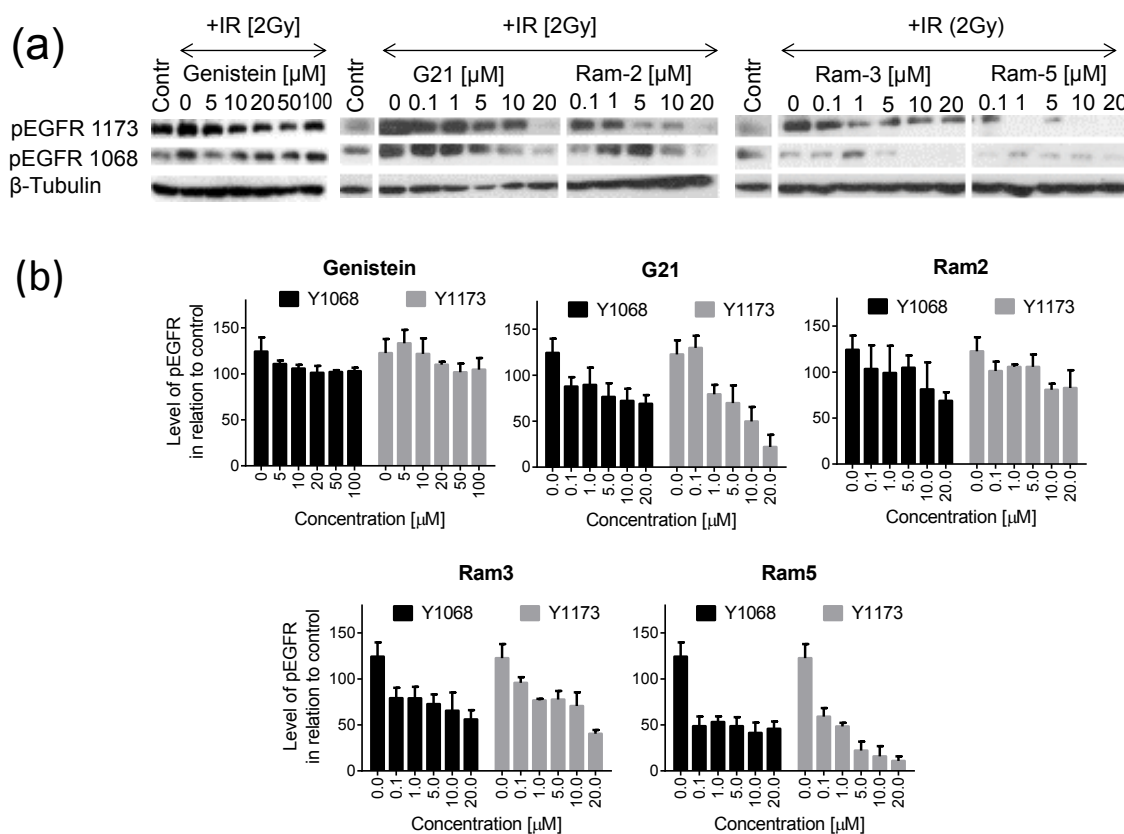 (a)
+IR [2Gy]
+IR [2Gy]
+IR (2Gy)
Contr
Genistein [µM]
0 5 10 20 50 100
Contr
G21 [µM]
0 0.1 1 5 10 20
Ram-2 [µM]
0.1 1 5 10 20
Contr
Ram-3 [µM]
0 0.1 1 5 10 20
Ram-5 [µM]
0.1 1 5 10 20
pEGFR 1173
pEGFR 1068
β-Tubulin
(b)
Genistein
Y1068 Y1173
Level of pEGFR
in relation to control
150
100
50
0
0 5 10 20 50 100 0 5 10 20 50 100
Concentration [µM]
G21
Y1068 Y1173
150
100
50
0
0.0 0.1 1.0 5.0 10.0 20.0 0.0 0.1 1.0 5.0 10.0 20.0
Concentration [µM]
Ram2
Y1068 Y1173
150
100
50
0
0.0 0.1 1.0 5.0 10.0 20.0 0.0 0.1 1.0 5.0 10.0 20.0
Concentration [µM]
Ram3
Y1068 Y1173
Level of pEGFR
in relation to control
150
100
50
0
0.0 0.1 1.0 5.0 10.0 20.0 0.0 0.1 1.0 5.0 10.0 20.0
Concentration [µM]
Ram5
Y1068 Y1173
150
100
50
0
0.0 0.1 1.0 5.0 10.0 20.0 0.0 0.1 1.0 5.0 10.0 20.0
Concentration [µM]